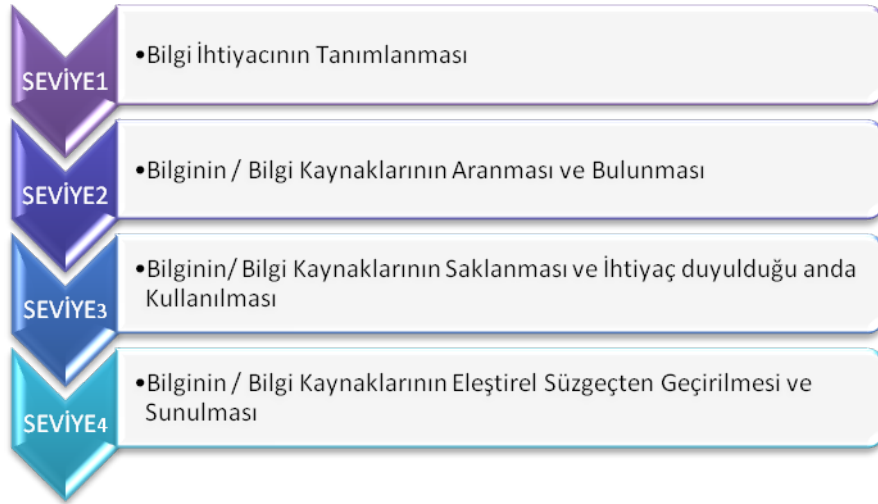 SEVİYE1
•Bilgi İhtiyacının Tanımlanması
SEVİYE2
•Bilginin / Bilgi Kaynaklarının Aranması ve Bulunması
SEVİYE3
•Bilginin/ Bilgi Kaynaklarının Saklanması ve İhtiyaç duyulduğu anda
Kullanılması
SEVİYE4
•Bilginin / Bilgi Kaynaklarının Eleştirel Süzgeçten Geçirilmesi ve
Sunulması